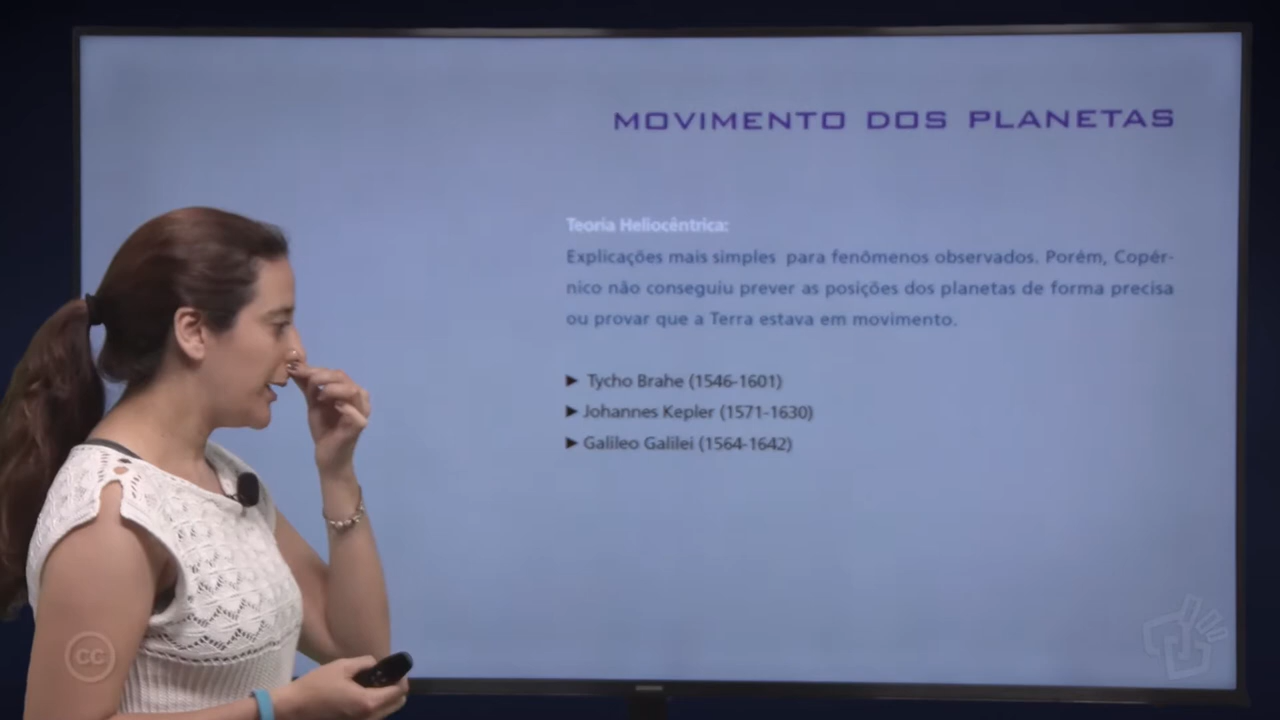 MOVIMENTO DOS PLANETAS
Teoria Heliocêntrica:
Explicações mais simples para fenômenos observados. Porém, Copér-
nico não conseguiu prever as posições dos planetas de forma precisa
ou provar que a Terra estava em movimento.
► Tycho Brahe (1546-1601)
► Johannes Kepler (1571-1630)
► Galileo Galilei (1564-1642)
cc